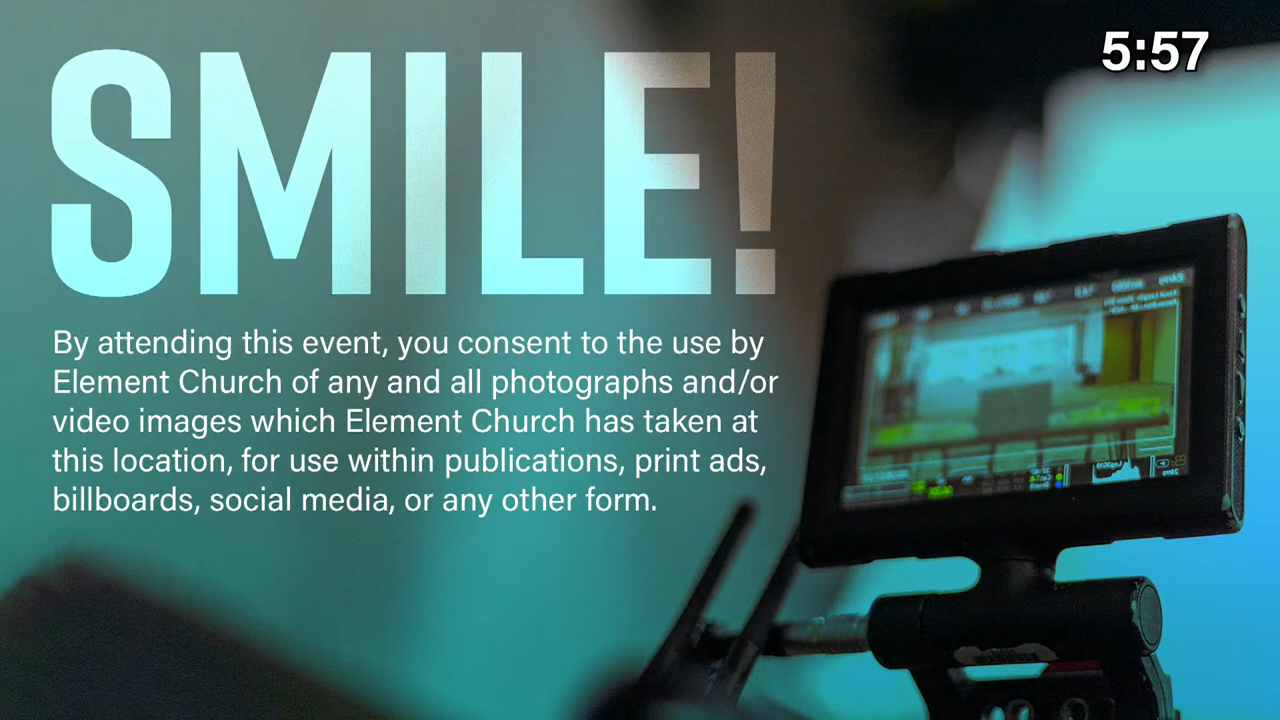 5:57
SMILE!
By attending this event, you consent to the use by
Element Church of any and all photographs and/or
video images which Element Church has taken at
this location, for use within publications, print ads,
billboards, social media, or any other form.